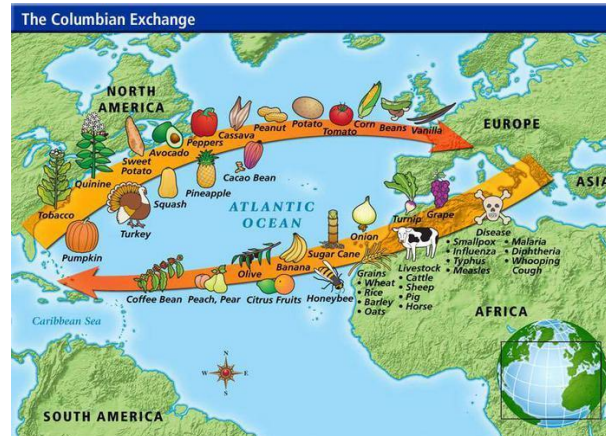 The Columbian Exchange
NORTH
AMERICA
EUROPE
ASIA
AFRICA
SOUTH AMERICA
ATLANTIC
OCEAN
Caribbean Sea
Tobacco
Quinine
Sweet
Potato
Avocado
Peppers
Cassava
Peanut
Potato
Tomato
Corn
Beans
Vanilla
Pumpkin
Turkey
Squash
Pineapple
Cacao Bean
Coffee Bean
Peach, Pear
Olive
Citrus Fruits
Banana
Honeybee
Sugar Cane
Onion
Turnip
Grape
Grains
• Wheat
• Rice
• Barley
• Oats
Livestock
• Cattle
• Sheep
• Pig
• Horse
Disease
• Smallpox
• Influenza
• Typhus
• Measles
• Malaria
• Diphtheria
• Whooping
Cough
N
W E
S